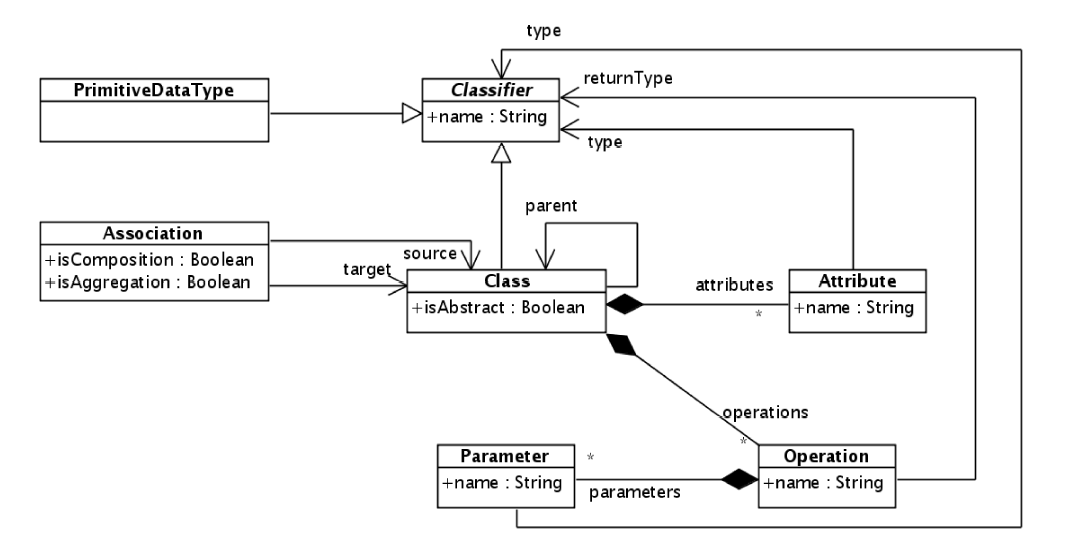 type
PrimitiveDataType
Classifier
returnType
+name : String
type
parent
Association
+isComposition : Boolean
+isAggregation : Boolean
source
target
Class
+isAbstract : Boolean
attributes
*
Attribute
+name : String
operations
*
Parameter
+name : String
*
parameters
Operation
+name : String